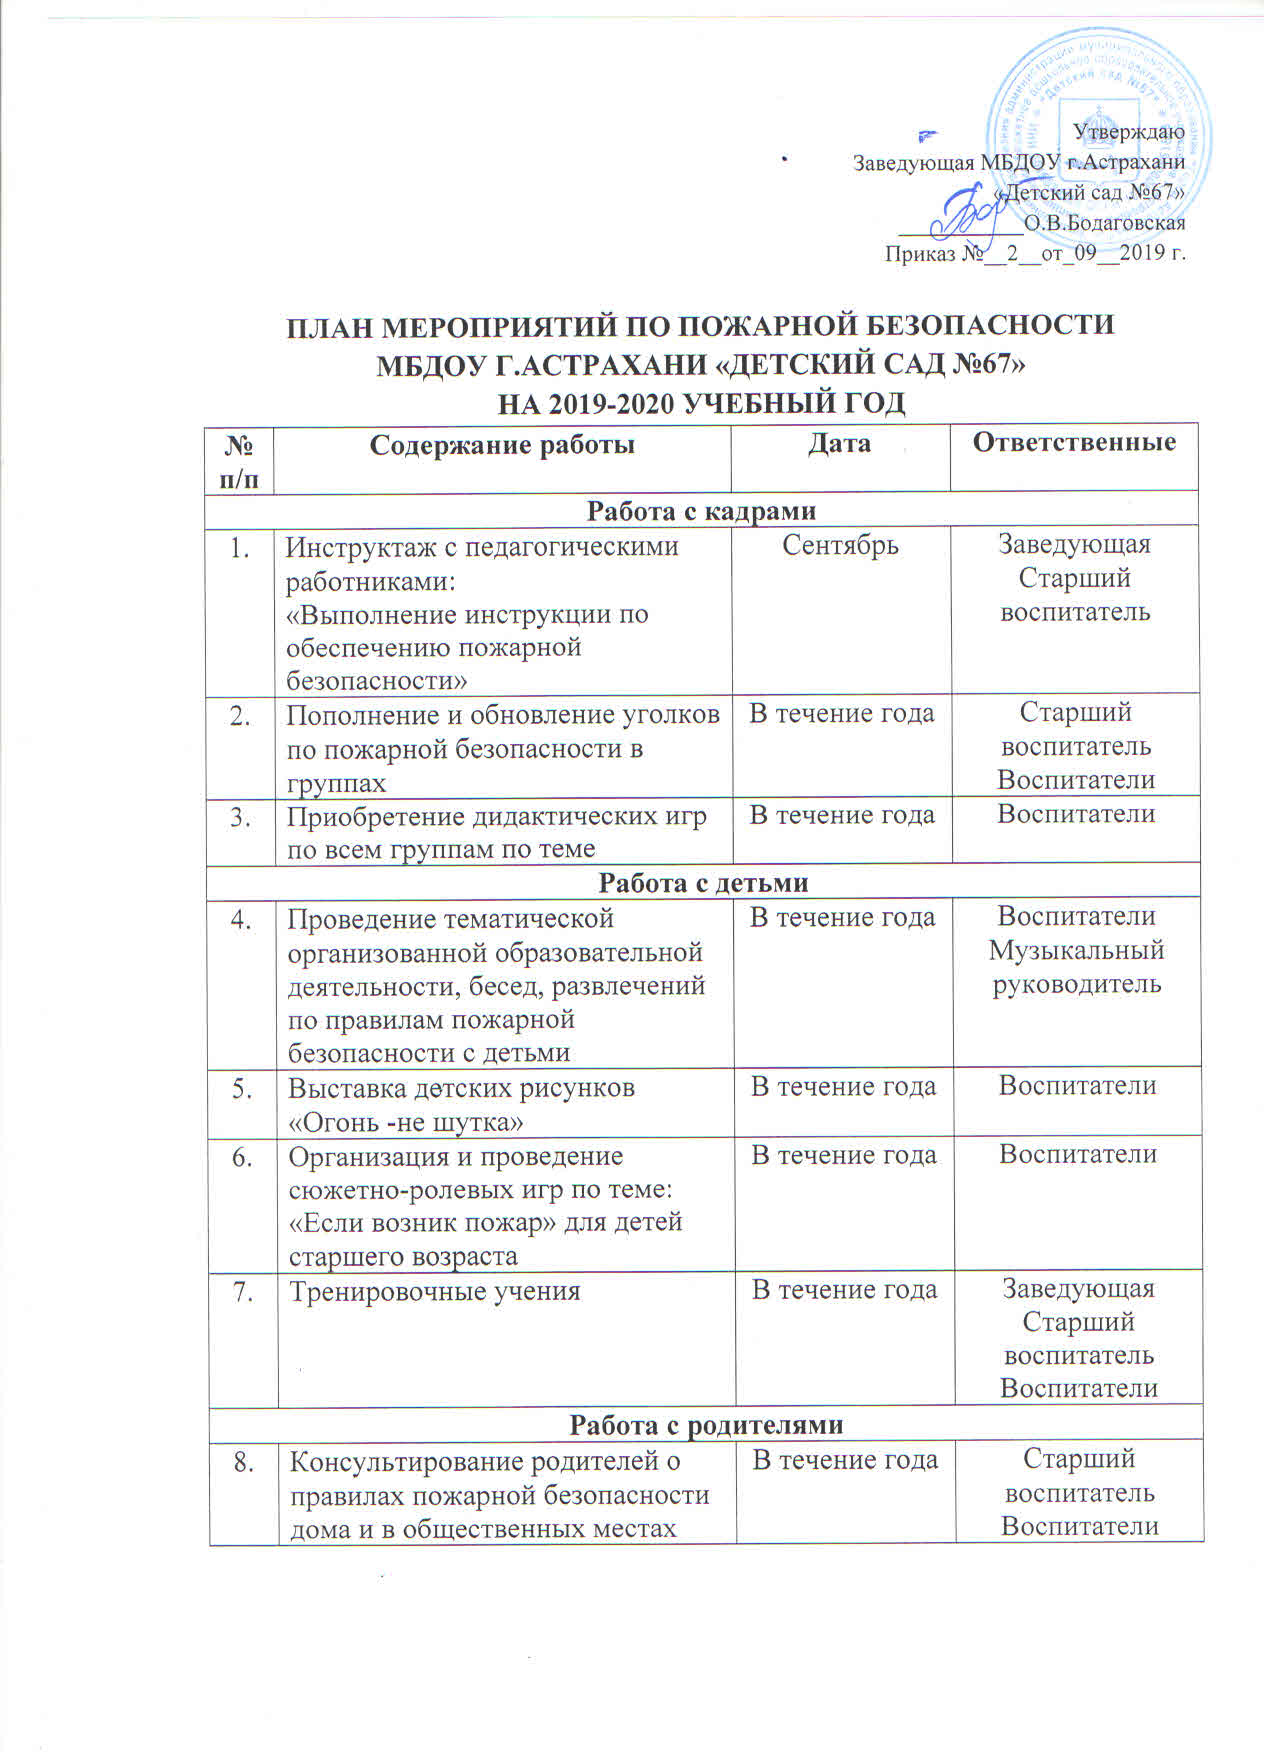 Утверждаю
Заведующая МБДОУ г.Астрахани
«Детский сад №67»
___________О.В.Бодаговская
Приказ №__2__от_09__2019 г.
ПЛАН МЕРОПРИЯТИЙ ПО ПОЖАРНОЙ БЕЗОПАСНОСТИ
МБДОУ Г.АСТРАХАНИ «ДЕТСКИЙ САД №67»
НА 2019-2020 УЧЕБНЫЙ ГОД
№ п/п Содержание работы Дата Ответственные
Работа с кадрами
1. Инструктаж с педагогическими Сентябрь Заведующая
работниками: Старший
«Выполнение инструкции по воспитатель
обеспечению пожарной
безопасности»
2. Пополнение и обновление уголков В течение года Старший
по пожарной безопасности в воспитатель
группах Воспитатели
3. Приобретение дидактических игр В течение года Воспитатели
по всем группам по теме
Работа с детьми
4. Проведение тематической В течение года Воспитатели
организованной образовательной Музыкальный
деятельности, бесед, развлечений руководитель
по правилам пожарной
безопасности с детьми
5. Выставка детских рисунков В течение года Воспитатели
«Огонь -не шутка»
6. Организация и проведение В течение года Воспитатели
сюжетно-ролевых игр по теме:
«Если возник пожар» для детей
старшего возраста
7. Тренировочные учения В течение года Заведующая
Старший
воспитатель
Воспитатели
Работа с родителями
8. Консультирование родителей о В течение года Старший
правилах пожарной безопасности воспитатель
дома и в общественных местах Воспитатели